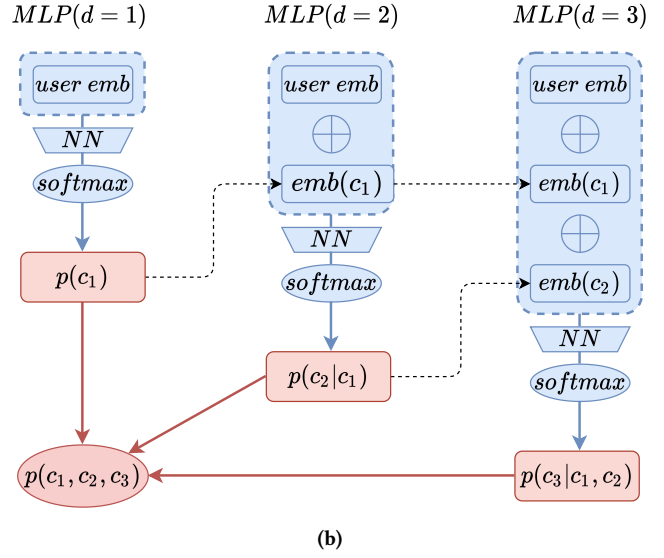 MLP(d = 1)
user emb
NN
softmax
p(c₁)
MLP(d = 2)
user emb
emb(c₁)
NN
softmax
p(c₂|c₁)
MLP(d = 3)
user emb
emb(c₁)
emb(c₂)
NN
softmax
p(c₃|c₁, c₂)
p(c₁, c₂, c₃)
(b)